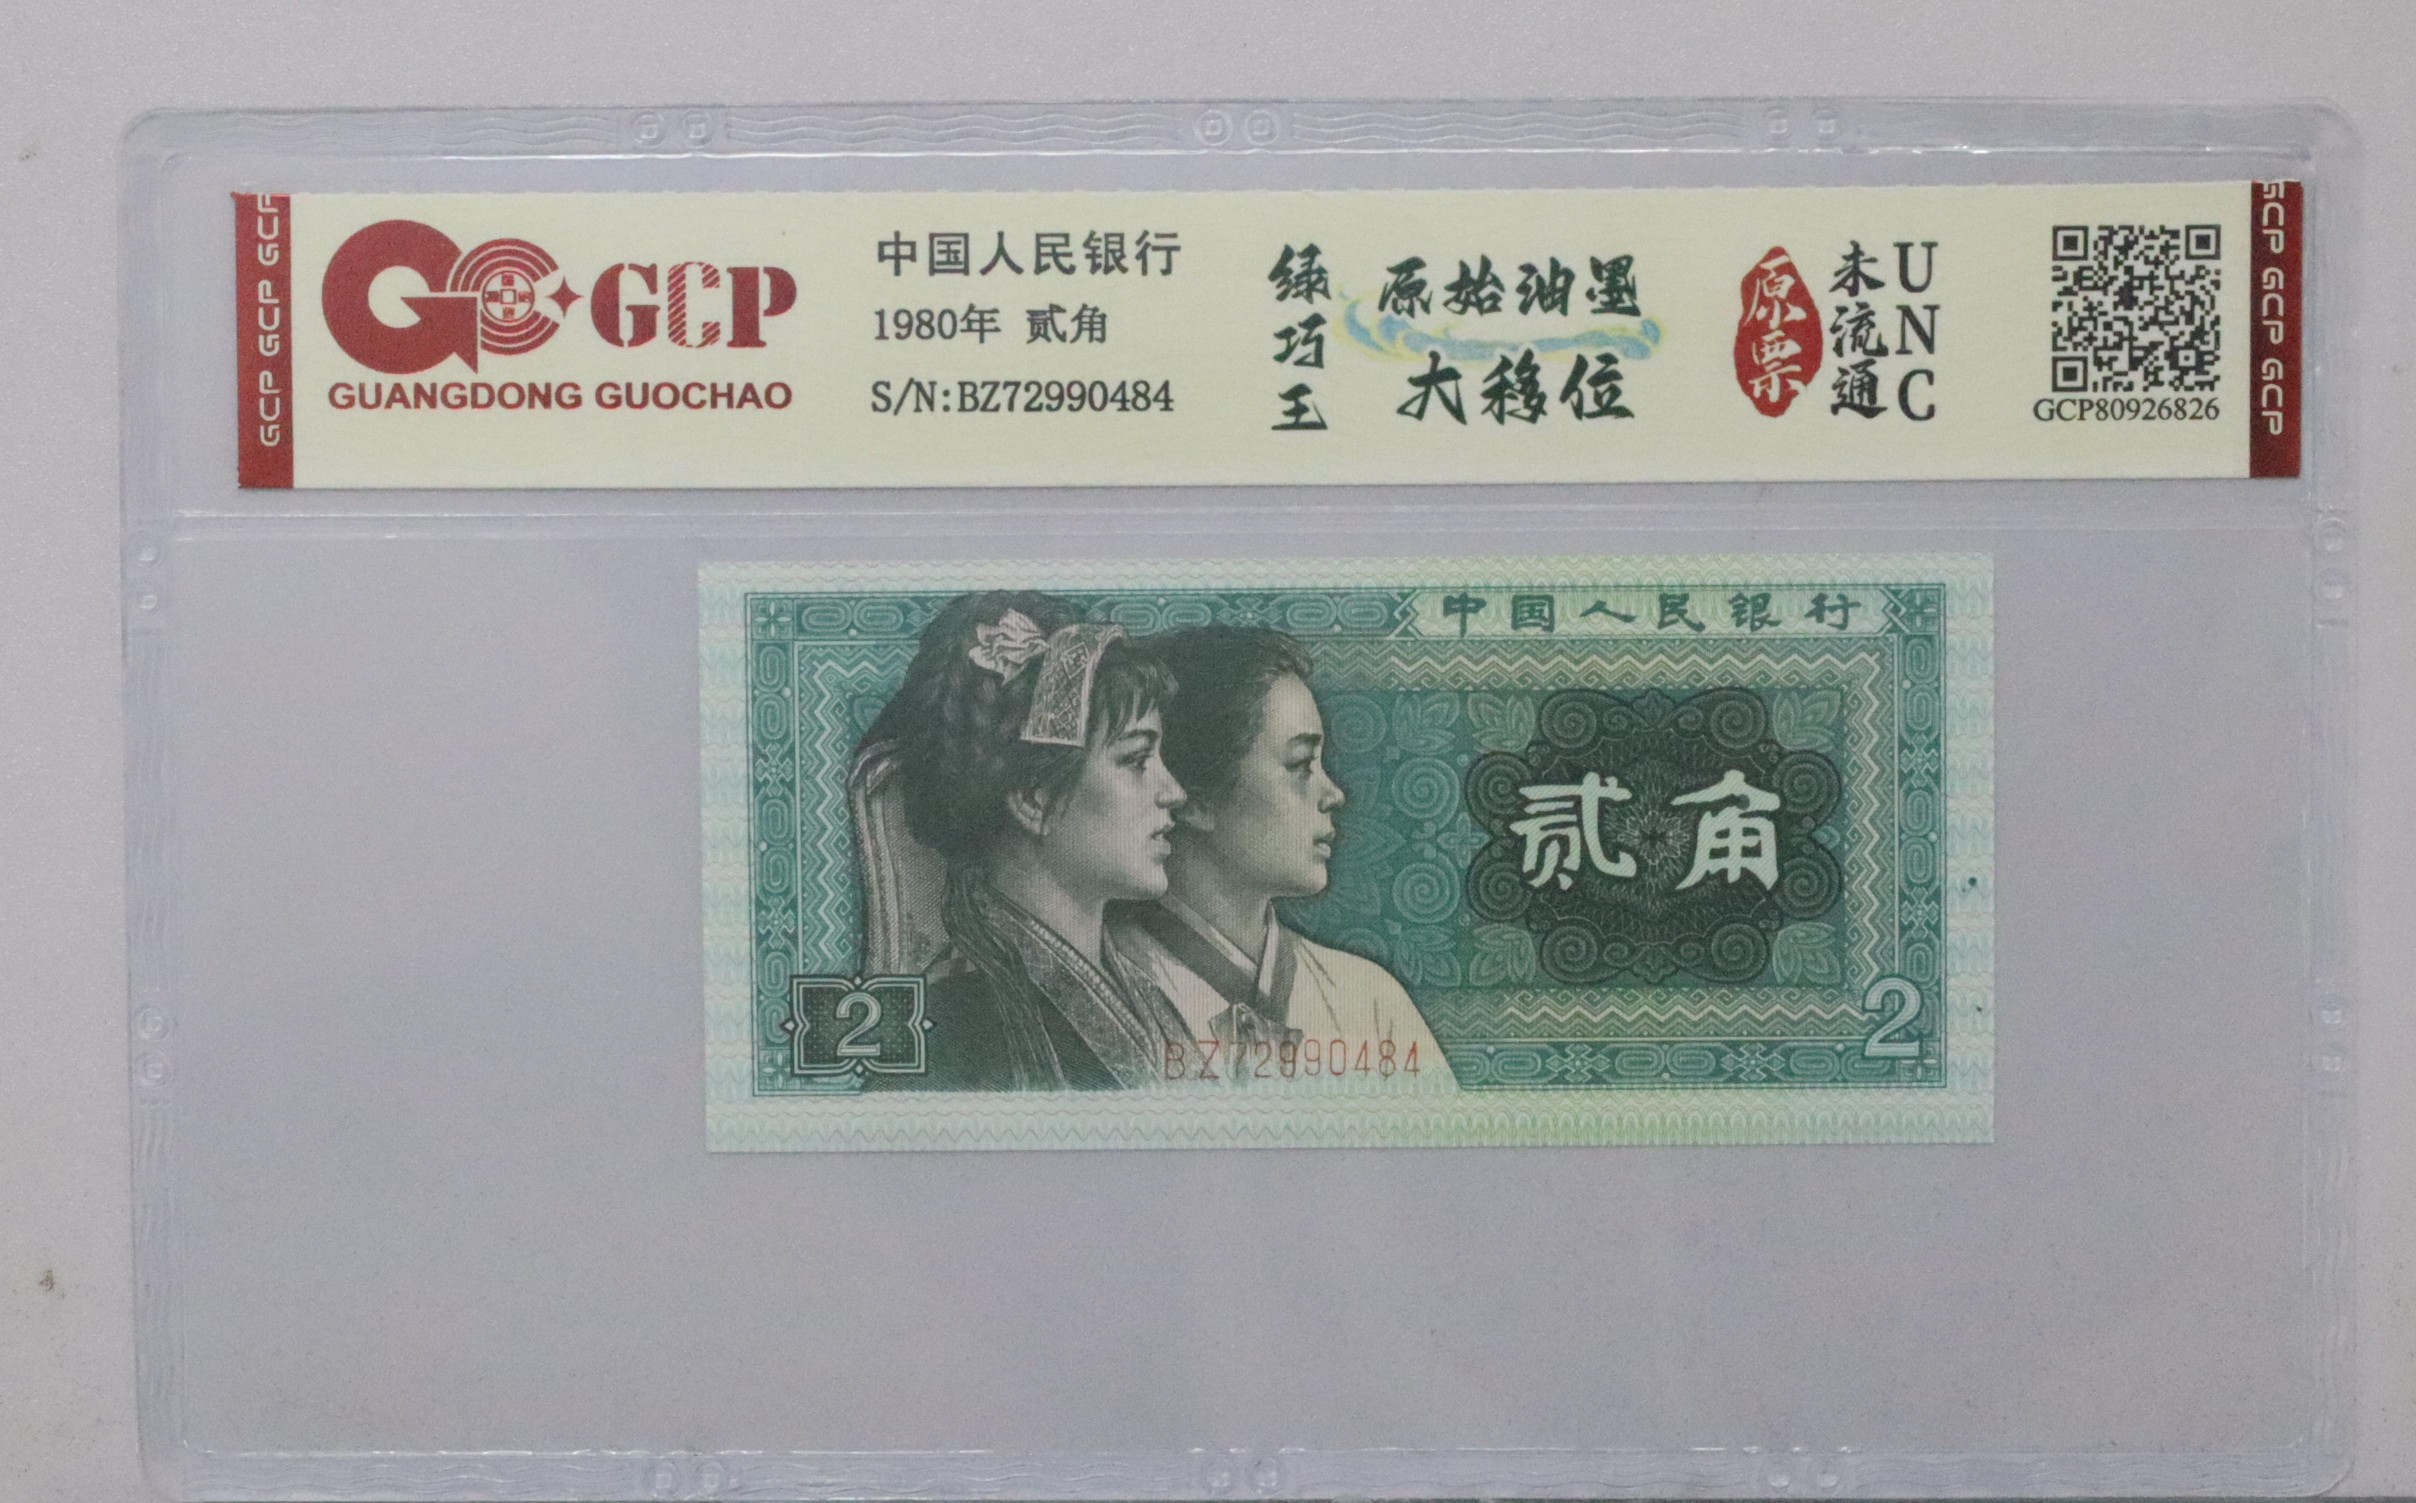 GCP GCP GCP
GCP
GUANGDONG GUOCHAO
中国人民银行
1980年 贰角
S/N:BZ72990484
绿巧王
原始油墨
大移位
原票
未流通
UNC
GCP80926826
GCP GCP GCP
中国人民银行
贰角
2
2
BZ72990484